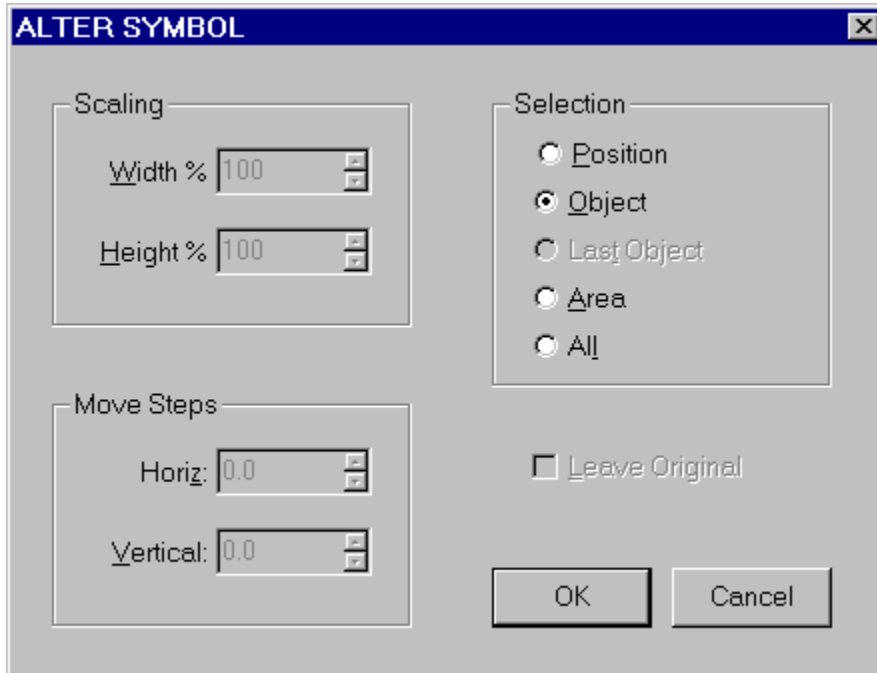 ALTER SYMBOL
Scaling
Width % 100
Height % 100
Move Steps
Horiz: 0.0
Vertical: 0.0
Selection
Position
Object
Last Object
Area
All
Leave Original
OK
Cancel